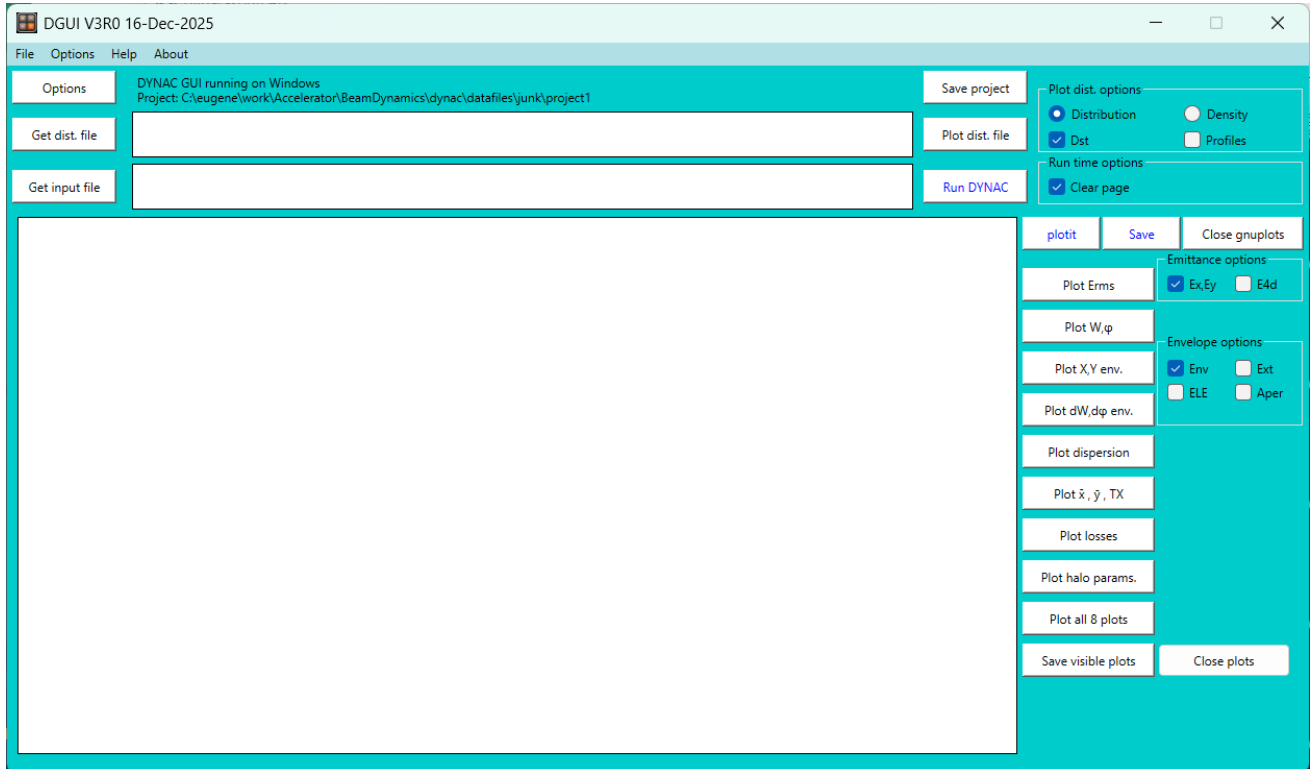 DGUI V3R0 16-Dec-2025
File Options Help About
Options
DYNAC GUI running on Windows
Project: C:\eugene\work\Accelerator\BeamDynamics\dynac\datafiles\junk\project1
Save project
Get dist. file
Plot dist. file
Get input file
Run DYNAC
Plot dist. options
Distribution Density
Dst Profiles
Run time options
Clear page
plotit Save Close gnuplots
Plot Erms
Emittance options
Ex,Ey E4d
Plot W,φ
Envelope options
Plot X,Y env.
Env Ext
ELE Aper
Plot dW,dφ env.
Plot dispersion
Plot x̄ , ȳ , TX
Plot losses
Plot halo params.
Plot all 8 plots
Save visible plots Close plots